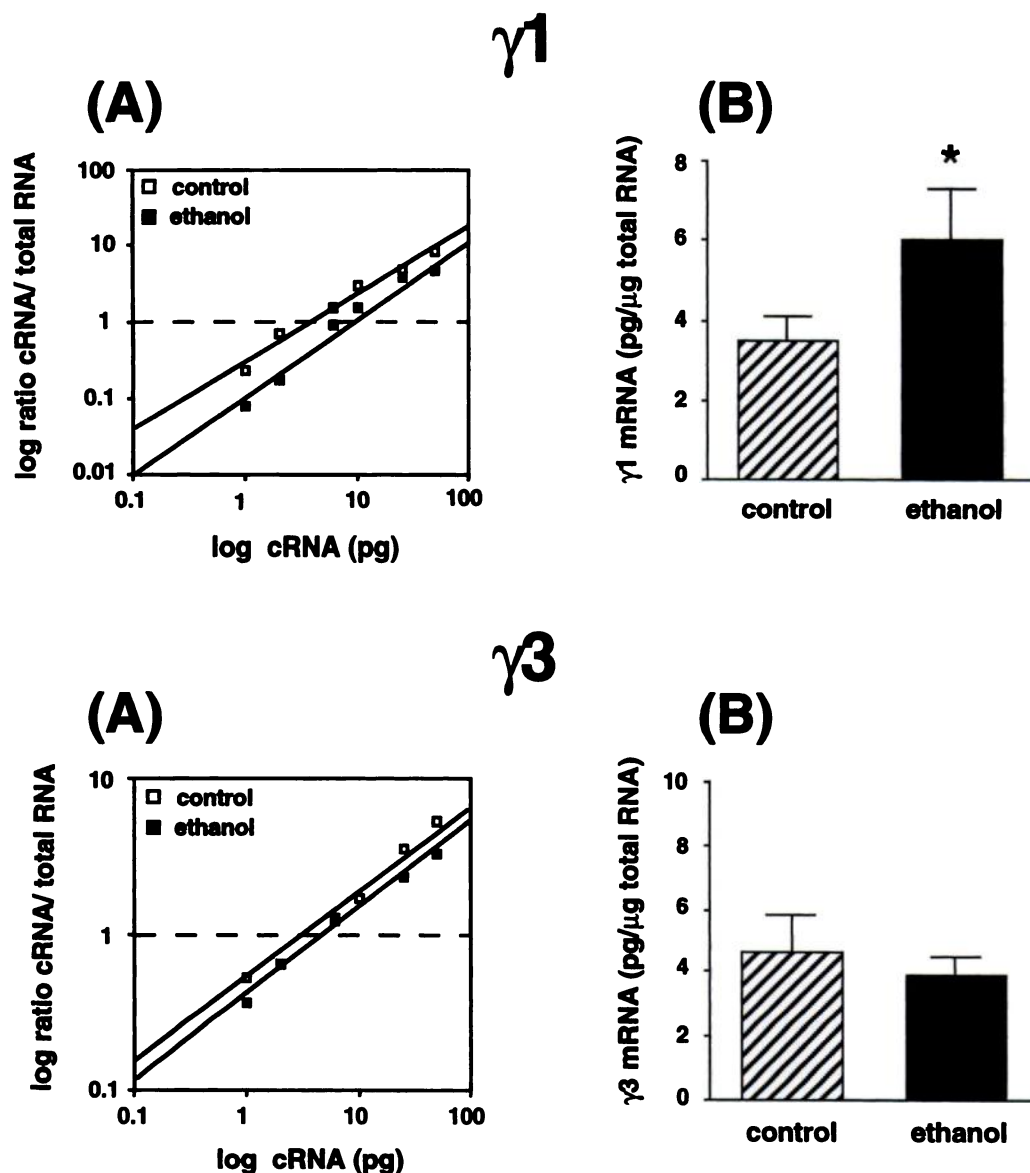 γ1
(A)
log ratio cRNA/ total RNA
100
10
1
0.1
0.01
control
ethanol
0.1
1
10
100
log cRNA (pg)
(B)
γ1 mRNA (pg/µg total RNA)
8
6
4
2
0
*
control
ethanol
γ3
(A)
log ratio cRNA/ total RNA
10
1
0.1
control
ethanol
0.1
1
10
100
log cRNA (pg)
(B)
γ3 mRNA (pg/µg total RNA)
10
8
6
4
2
0
control
ethanol